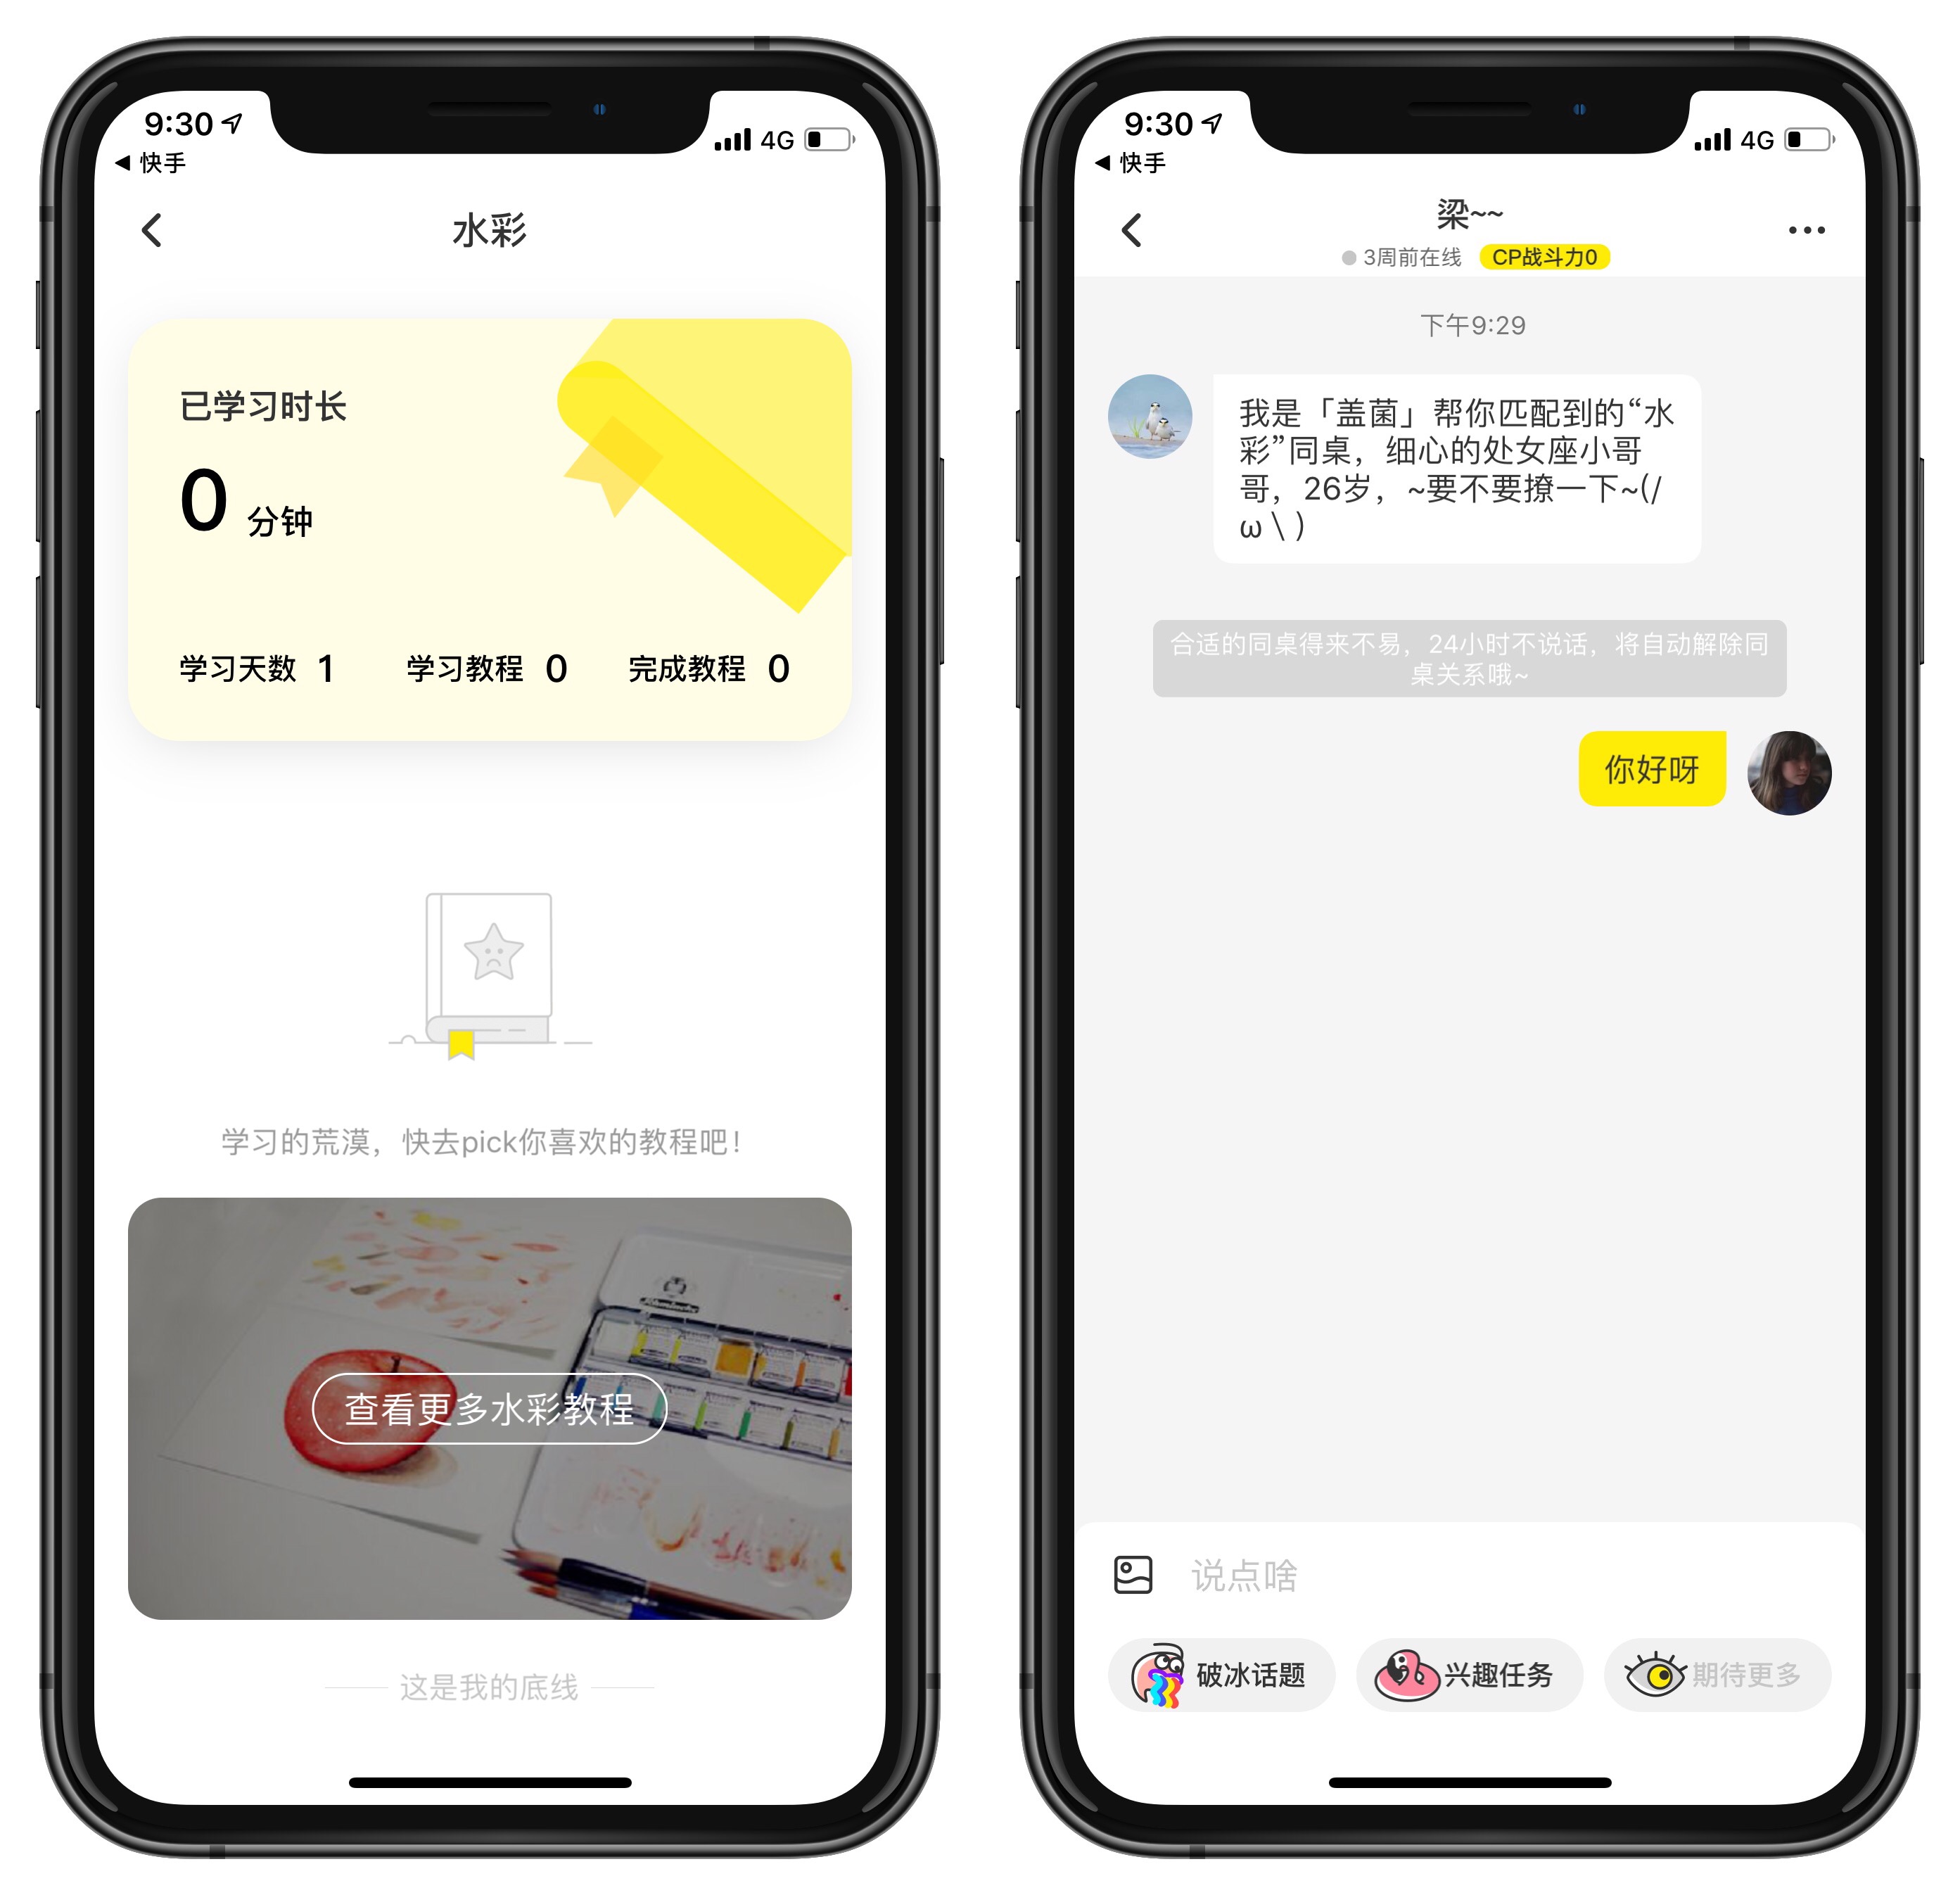 9:30
4G
快手
水彩
已学习时长
0 分钟
学习天数 1 学习教程 0 完成教程 0
学习的荒漠，快去pick你喜欢的教程吧！
查看更多水彩教程
这是我的底线
9:30
4G
快手
梁~~
3周前在线 CP战斗力0
下午9:29
我是「盖菌」帮你匹配到的“水
彩”同桌，细心的处女座小哥
哥，26岁，~要不要撩一下~(/
ω \ )
合适的同桌得来不易，24小时不说话，将自动解除同
桌关系哦~
你好呀
说点啥
破冰话题 兴趣任务 期待更多